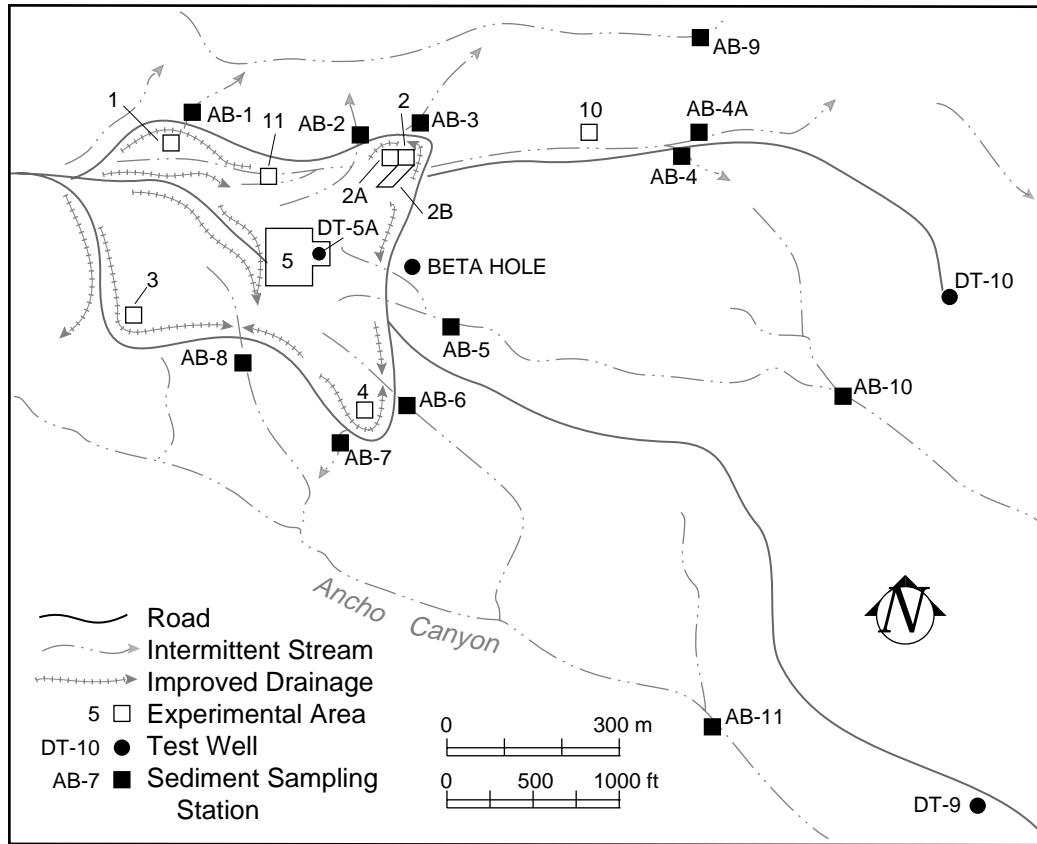 AB-9
1
AB-1
11
AB-2
2
AB-3
10
AB-4A
AB-4
2A
2B
DT-5A
5
BETA HOLE
DT-10
3
AB-5
AB-8
4
AB-6
AB-10
AB-7
Ancho Canyon
N
Road
Intermittent Stream
Improved Drainage
5 Experimental Area
DT-10 Test Well
AB-7 Sediment Sampling
Station
0 300 m
0 500 1000 ft
AB-11
DT-9